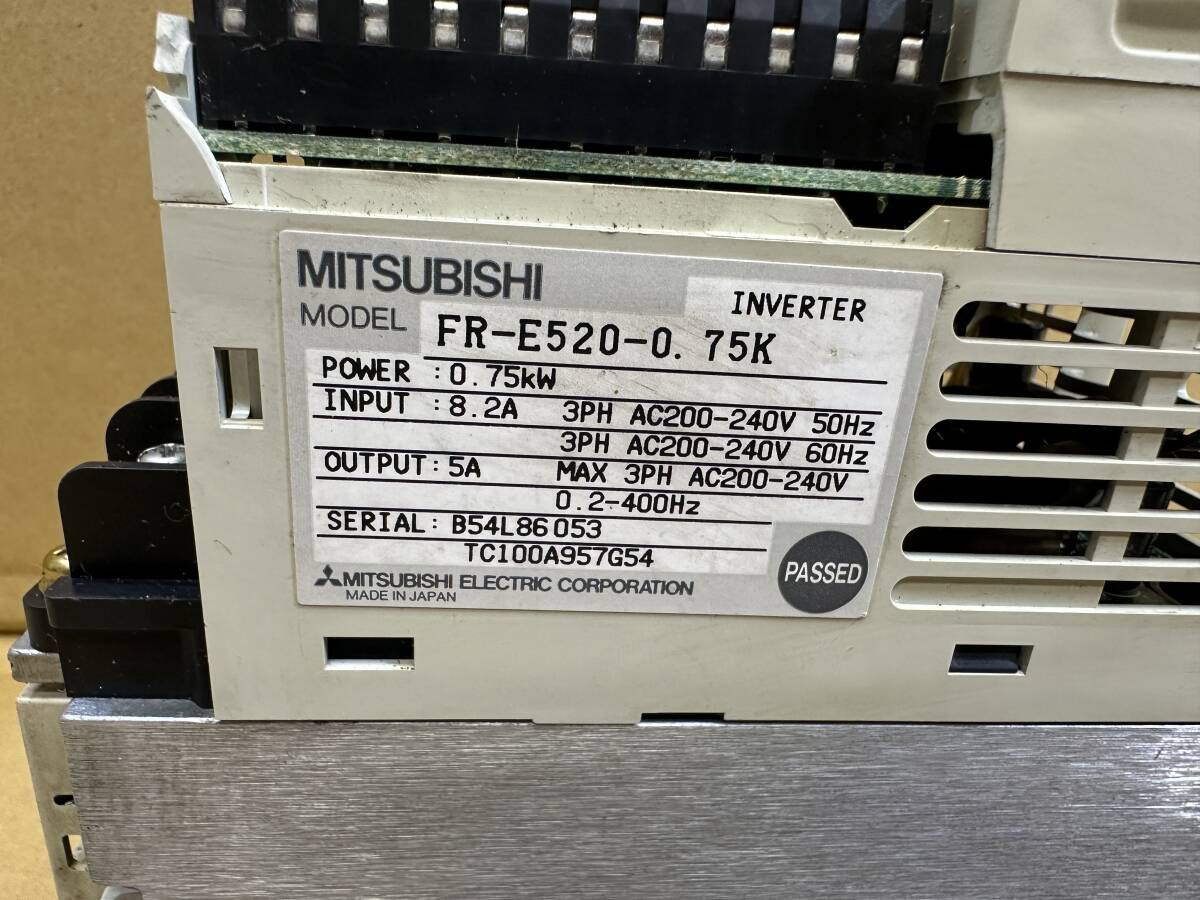 MITSUBISHI
INVERTER
MODEL FR-E520-0.75K
POWER :0.75kW
INPUT :8.2A 3PH AC200-240V 50Hz
3PH AC200-240V 60Hz
OUTPUT:5A MAX 3PH AC200-240V
0.2-400Hz
SERIAL: B54L86053
TC100A957G54
PASSED
MITSUBISHI ELECTRIC CORPORATION
MADE IN JAPAN